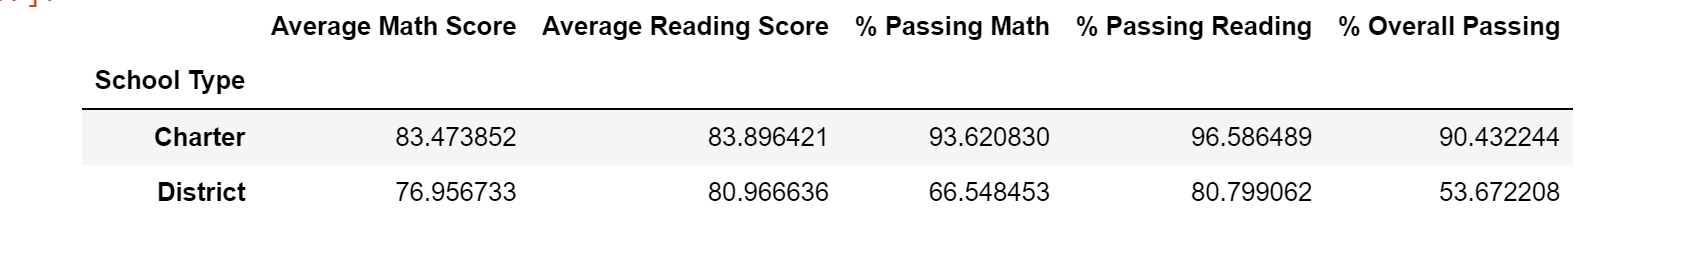 Average Math Score Average Reading Score % Passing Math % Passing Reading % Overall Passing
School Type
Charter 83.473852 83.896421 93.620830 96.586489 90.432244
District 76.956733 80.966636 66.548453 80.799062 53.672208